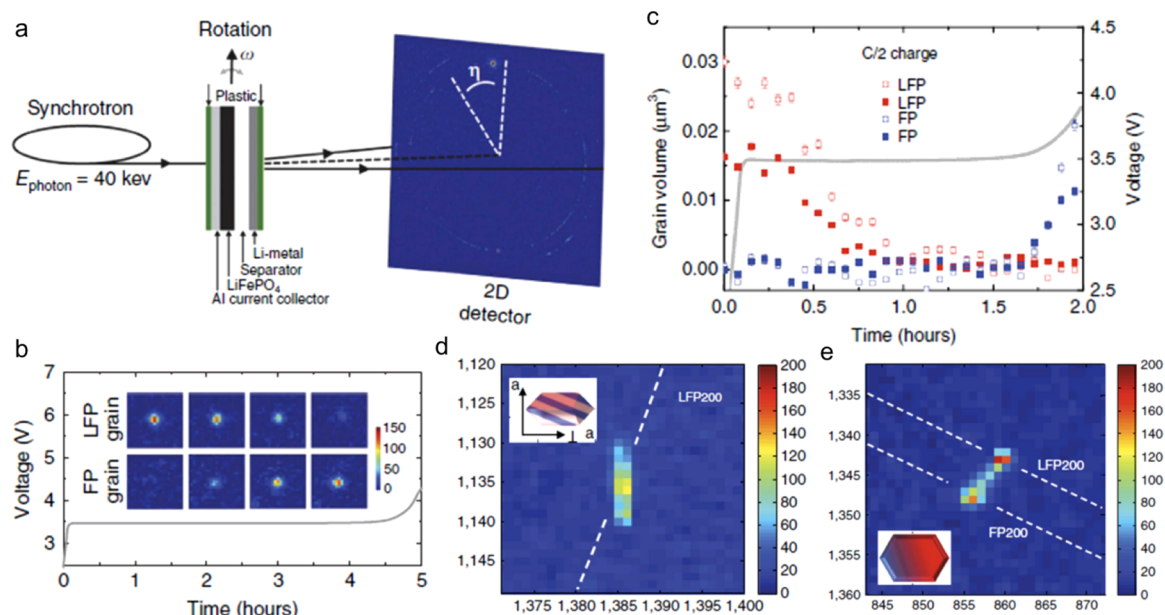 a
Rotation
ω
Plastic
Synchrotron
E photon = 40 kev
η
Li-metal
Separator
LiFePO4
Al current collector
2D
detector
b
Voltage (V)
7
6
5
4
3
LFP
grain
FP
grain
150
100
50
0
0 1 2 3 4 5
Time (hours)
c
C/2 charge
LFP
LFP
FP
FP
Grain volume (μm³)
0.03
0.02
0.01
0.00
Voltage (V)
4.5
4.0
3.5
3.0
2.5
0.0 0.5 1.0 1.5 2.0
Time (hours)
d
1,120
1,125
1,130
1,135
1,140
1,145
a
a
LFP200
200
180
160
140
120
100
80
60
40
20
0
1,375 1,380 1,385 1,390 1,395 1,400
e
1,335
1,340
1,345
1,350
1,355
1,360
LFP200
FP200
200
180
160
140
120
100
80
60
40
20
0
845 850 855 860 865 870